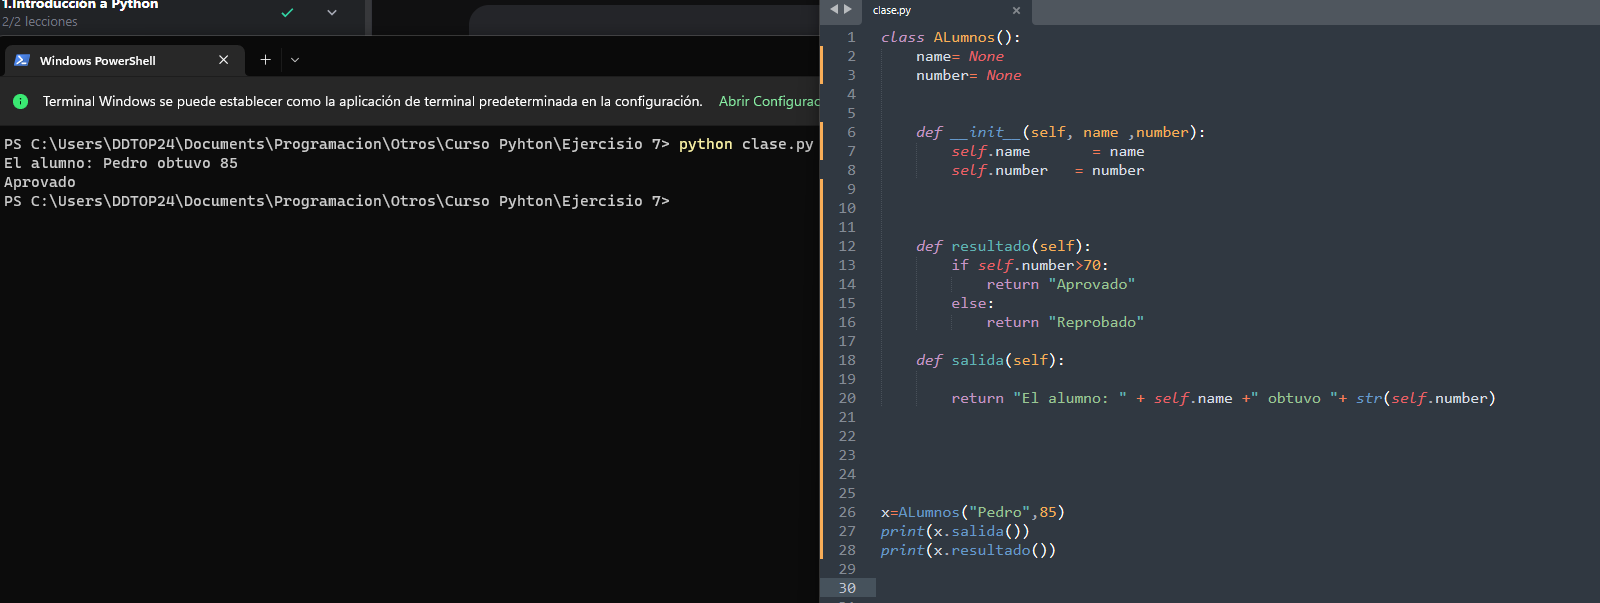 1.Introducción a Python
2/2 lecciones
Windows PowerShell
Terminal Windows se puede establecer como la aplicación de terminal predeterminada en la configuración. Abrir Configurac
PS C:\Users\DDTOP24\Documents\Programacion\Otros\Curso Pyhton\Ejercisio 7> python clase.py
El alumno: Pedro obtuvo 85
Aprovado
PS C:\Users\DDTOP24\Documents\Programacion\Otros\Curso Pyhton\Ejercisio 7>
clase.py
1 class ALumnos():
2 name= None
3 number= None
4
5
6 def __init__(self, name ,number):
7 self.name = name
8 self.number = number
9
10
11
12 def resultado(self):
13 if self.number>70:
14 return "Aprovado"
15 else:
16 return "Reprobado"
17
18 def salida(self):
19
20 return "El alumno: " + self.name +" obtuvo "+ str(self.number)
21
22
23
24
25
26 x=ALumnos("Pedro",85)
27 print(x.salida())
28 print(x.resultado())
29
30